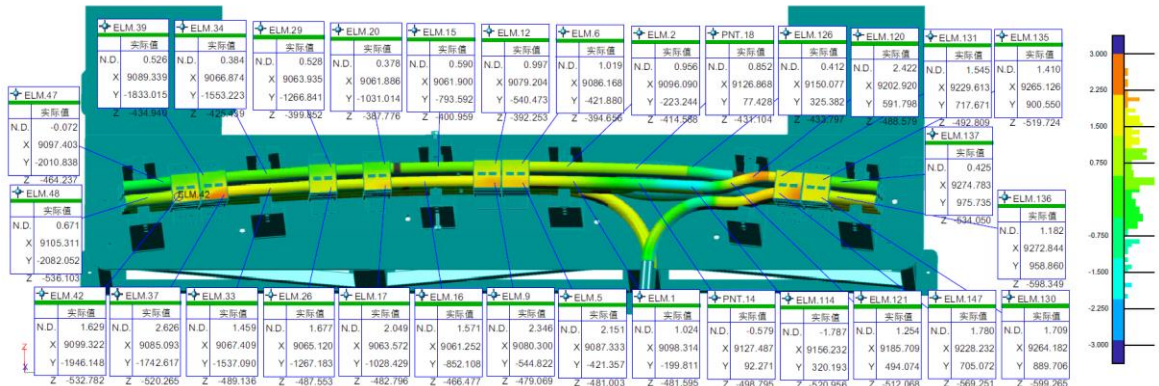 ELM.39
实际值
N.D. 0.526
X 9089.339
Y -1833.015
Z -434.949
ELM.34
实际值
N.D. 0.384
X 9066.874
Y -1553.223
Z
ELM.29
实际值
N.D. 0.528
X 9063.935
Y -1266.841
Z -399.852
ELM.20
实际值
N.D. 0.378
X 9061.886
Y -1031.014
Z -387.776
ELM.15
实际值
N.D. 0.590
X 9061.900
Y -793.592
Z -400.959
ELM.12
实际值
N.D. 0.997
X 9079.204
Y -540.473
Z -392.253
ELM.6
实际值
N.D. 1.019
X 9086.168
Y -421.880
Z -394.656
ELM.2
实际值
N.D. 0.956
X 9096.090
Y -223.244
Z -414.588
PNT.18
实际值
N.D. 0.852
X 9126.868
Y 77.428
Z -431.104
ELM.126
实际值
N.D. 0.412
X 9150.077
Y 325.382
Z -433.797
ELM.120
实际值
N.D. 2.422
X 9202.920
Y 591.798
Z -488.579
ELM.131
实际值
N.D. 1.545
X 9229.613
Y 717.671
Z -492.809
ELM.135
实际值
N.D. 1.410
X 9265.126
Y 900.550
Z -519.724
3.000
2.250
1.500
0.750
-0.750
-1.500
-2.250
-3.000
ELM.47
实际值
N.D. -0.072
X 9097.403
Y -2010.838
Z -464.237
ELM.137
实际值
N.D. 0.425
X 9274.783
Y 975.735
Z -534.050
ELM.48
实际值
N.D. 0.671
X 9105.311
Y -2082.052
Z -536.103
ELM.42
ELM.136
实际值
N.D. 1.182
X 9272.844
Y 958.860
Z -598.349
ELM.42
实际值
N.D. 1.629
X 9099.322
Y -1946.148
Z -532.782
ELM.37
实际值
N.D. 2.626
X 9085.093
Y -1742.617
Z -520.265
ELM.33
实际值
N.D. 1.459
X 9067.409
Y -1537.090
Z -489.136
ELM.26
实际值
N.D. 1.677
X 9065.120
Y -1267.183
Z -487.553
ELM.17
实际值
N.D. 2.049
X 9063.572
Y -1028.429
Z -482.796
ELM.16
实际值
N.D. 1.571
X 9061.252
Y -852.108
Z -466.477
ELM.9
实际值
N.D. 2.346
X 9080.300
Y -544.822
Z -479.069
ELM.5
实际值
N.D. 2.151
X 9087.333
Y -421.357
Z -481.003
ELM.1
实际值
N.D. 1.024
X 9098.314
Y -199.811
Z -481.595
PNT.14
实际值
N.D. -0.579
X 9127.487
Y 92.271
Z -498.795
ELM.114
实际值
N.D. -1.787
X 9156.232
Y 320.193
Z -520.956
ELM.121
实际值
N.D. 1.254
X 9185.709
Y 494.074
Z -512.068
ELM.147
实际值
N.D. 1.780
X 9228.232
Y 705.072
Z -569.251
ELM.130
实际值
N.D. 1.709
X 9264.182
Y 889.706
Z -599.265
Z
X